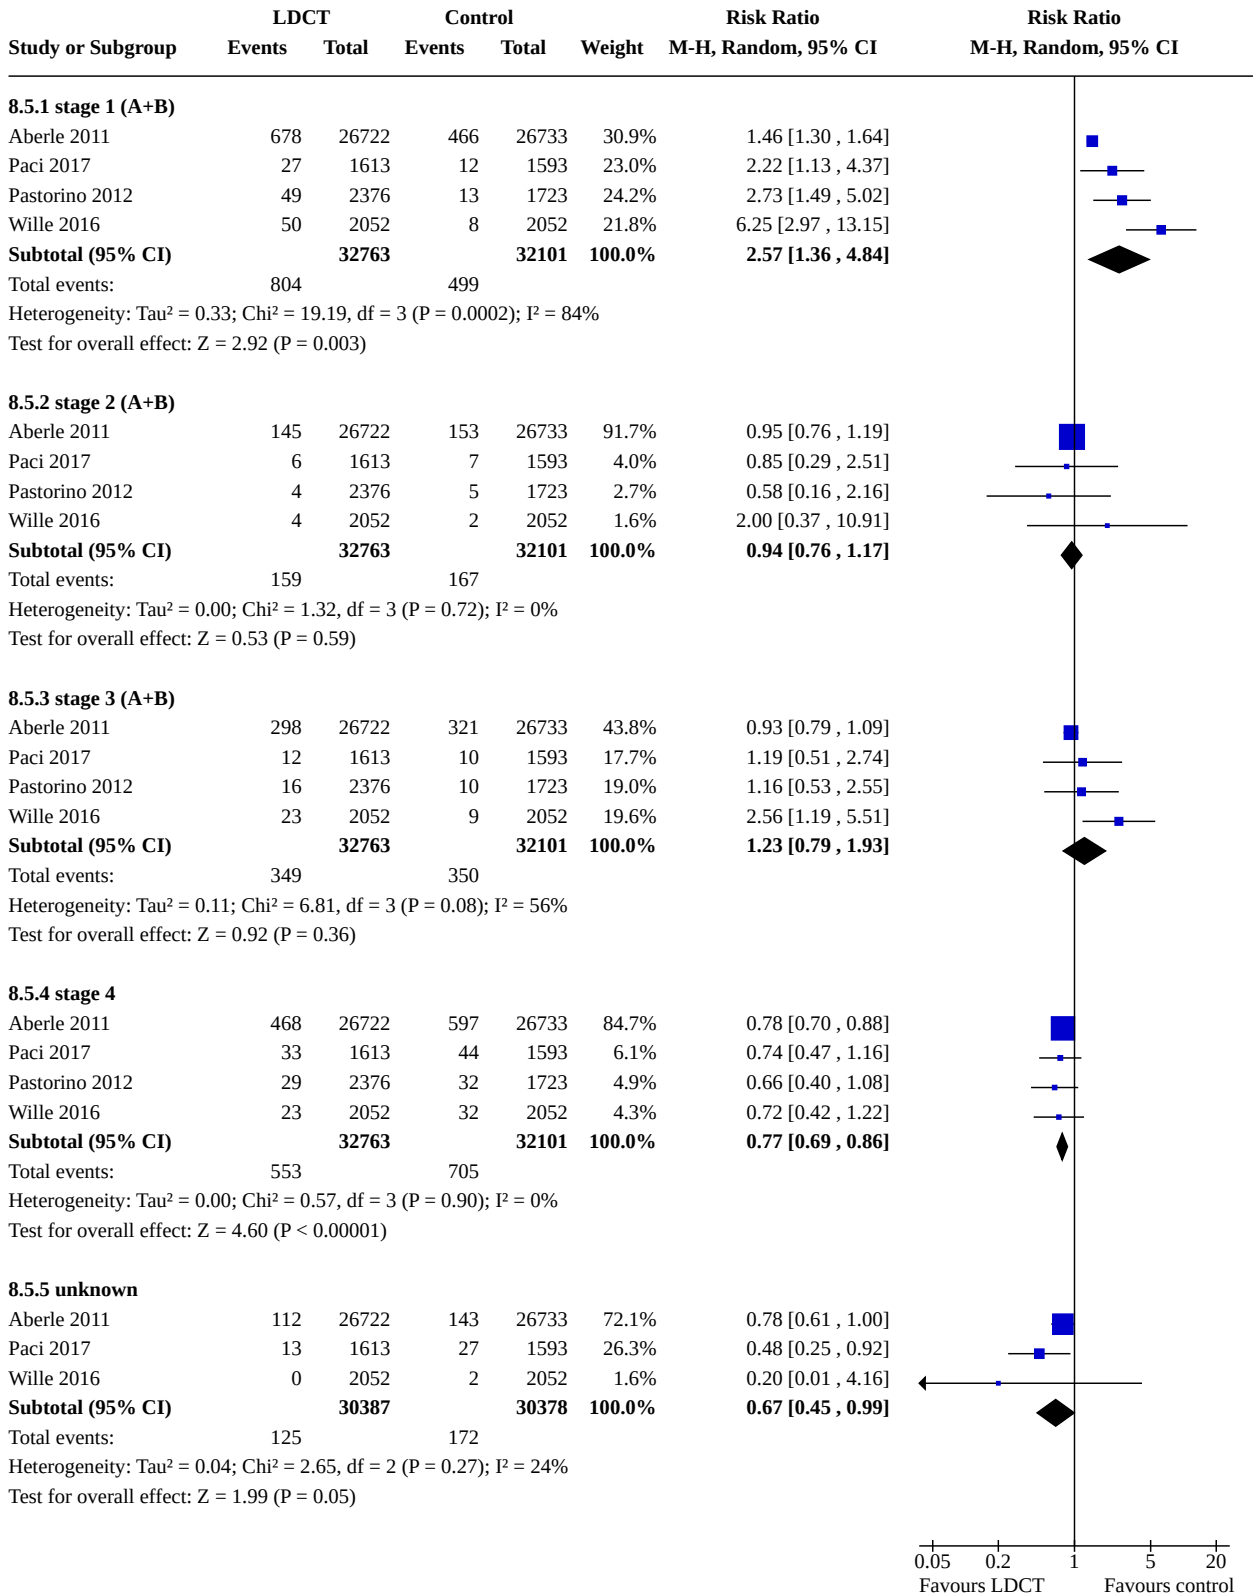 LDCT Control Risk Ratio Risk Ratio
Study or Subgroup Events Total Events Total Weight M-H, Random, 95% CI M-H, Random, 95% CI
8.5.1 stage 1 (A+B)
Aberle 2011 678 26722 466 26733 30.9% 1.46 [1.30 , 1.64]
Paci 2017 27 1613 12 1593 23.0% 2.22 [1.13 , 4.37]
Pastorino 2012 49 2376 13 1723 24.2% 2.73 [1.49 , 5.02]
Wille 2016 50 2052 8 2052 21.8% 6.25 [2.97 , 13.15]
Subtotal (95% CI) 32763 32101 100.0% 2.57 [1.36 , 4.84]
Total events: 804 499
Heterogeneity: Tau² = 0.33; Chi² = 19.19, df = 3 (P = 0.0002); I² = 84%
Test for overall effect: Z = 2.92 (P = 0.003)
8.5.2 stage 2 (A+B)
Aberle 2011 145 26722 153 26733 91.7% 0.95 [0.76 , 1.19]
Paci 2017 6 1613 7 1593 4.0% 0.85 [0.29 , 2.51]
Pastorino 2012 4 2376 5 1723 2.7% 0.58 [0.16 , 2.16]
Wille 2016 4 2052 2 2052 1.6% 2.00 [0.37 , 10.91]
Subtotal (95% CI) 32763 32101 100.0% 0.94 [0.76 , 1.17]
Total events: 159 167
Heterogeneity: Tau² = 0.00; Chi² = 1.32, df = 3 (P = 0.72); I² = 0%
Test for overall effect: Z = 0.53 (P = 0.59)
8.5.3 stage 3 (A+B)
Aberle 2011 298 26722 321 26733 43.8% 0.93 [0.79 , 1.09]
Paci 2017 12 1613 10 1593 17.7% 1.19 [0.51 , 2.74]
Pastorino 2012 16 2376 10 1723 19.0% 1.16 [0.53 , 2.55]
Wille 2016 23 2052 9 2052 19.6% 2.56 [1.19 , 5.51]
Subtotal (95% CI) 32763 32101 100.0% 1.23 [0.79 , 1.93]
Total events: 349 350
Heterogeneity: Tau² = 0.11; Chi² = 6.81, df = 3 (P = 0.08); I² = 56%
Test for overall effect: Z = 0.92 (P = 0.36)
8.5.4 stage 4
Aberle 2011 468 26722 597 26733 84.7% 0.78 [0.70 , 0.88]
Paci 2017 33 1613 44 1593 6.1% 0.74 [0.47 , 1.16]
Pastorino 2012 29 2376 32 1723 4.9% 0.66 [0.40 , 1.08]
Wille 2016 23 2052 32 2052 4.3% 0.72 [0.42 , 1.22]
Subtotal (95% CI) 32763 32101 100.0% 0.77 [0.69 , 0.86]
Total events: 553 705
Heterogeneity: Tau² = 0.00; Chi² = 0.57, df = 3 (P = 0.90); I² = 0%
Test for overall effect: Z = 4.60 (P < 0.00001)
8.5.5 unknown
Aberle 2011 112 26722 143 26733 72.1% 0.78 [0.61 , 1.00]
Paci 2017 13 1613 27 1593 26.3% 0.48 [0.25 , 0.92]
Wille 2016 0 2052 2 2052 1.6% 0.20 [0.01 , 4.16]
Subtotal (95% CI) 30387 30378 100.0% 0.67 [0.45 , 0.99]
Total events: 125 172
Heterogeneity: Tau² = 0.04; Chi² = 2.65, df = 2 (P = 0.27); I² = 24%
Test for overall effect: Z = 1.99 (P = 0.05)
0.05 0.2 1 5 20
Favours LDCT Favours control